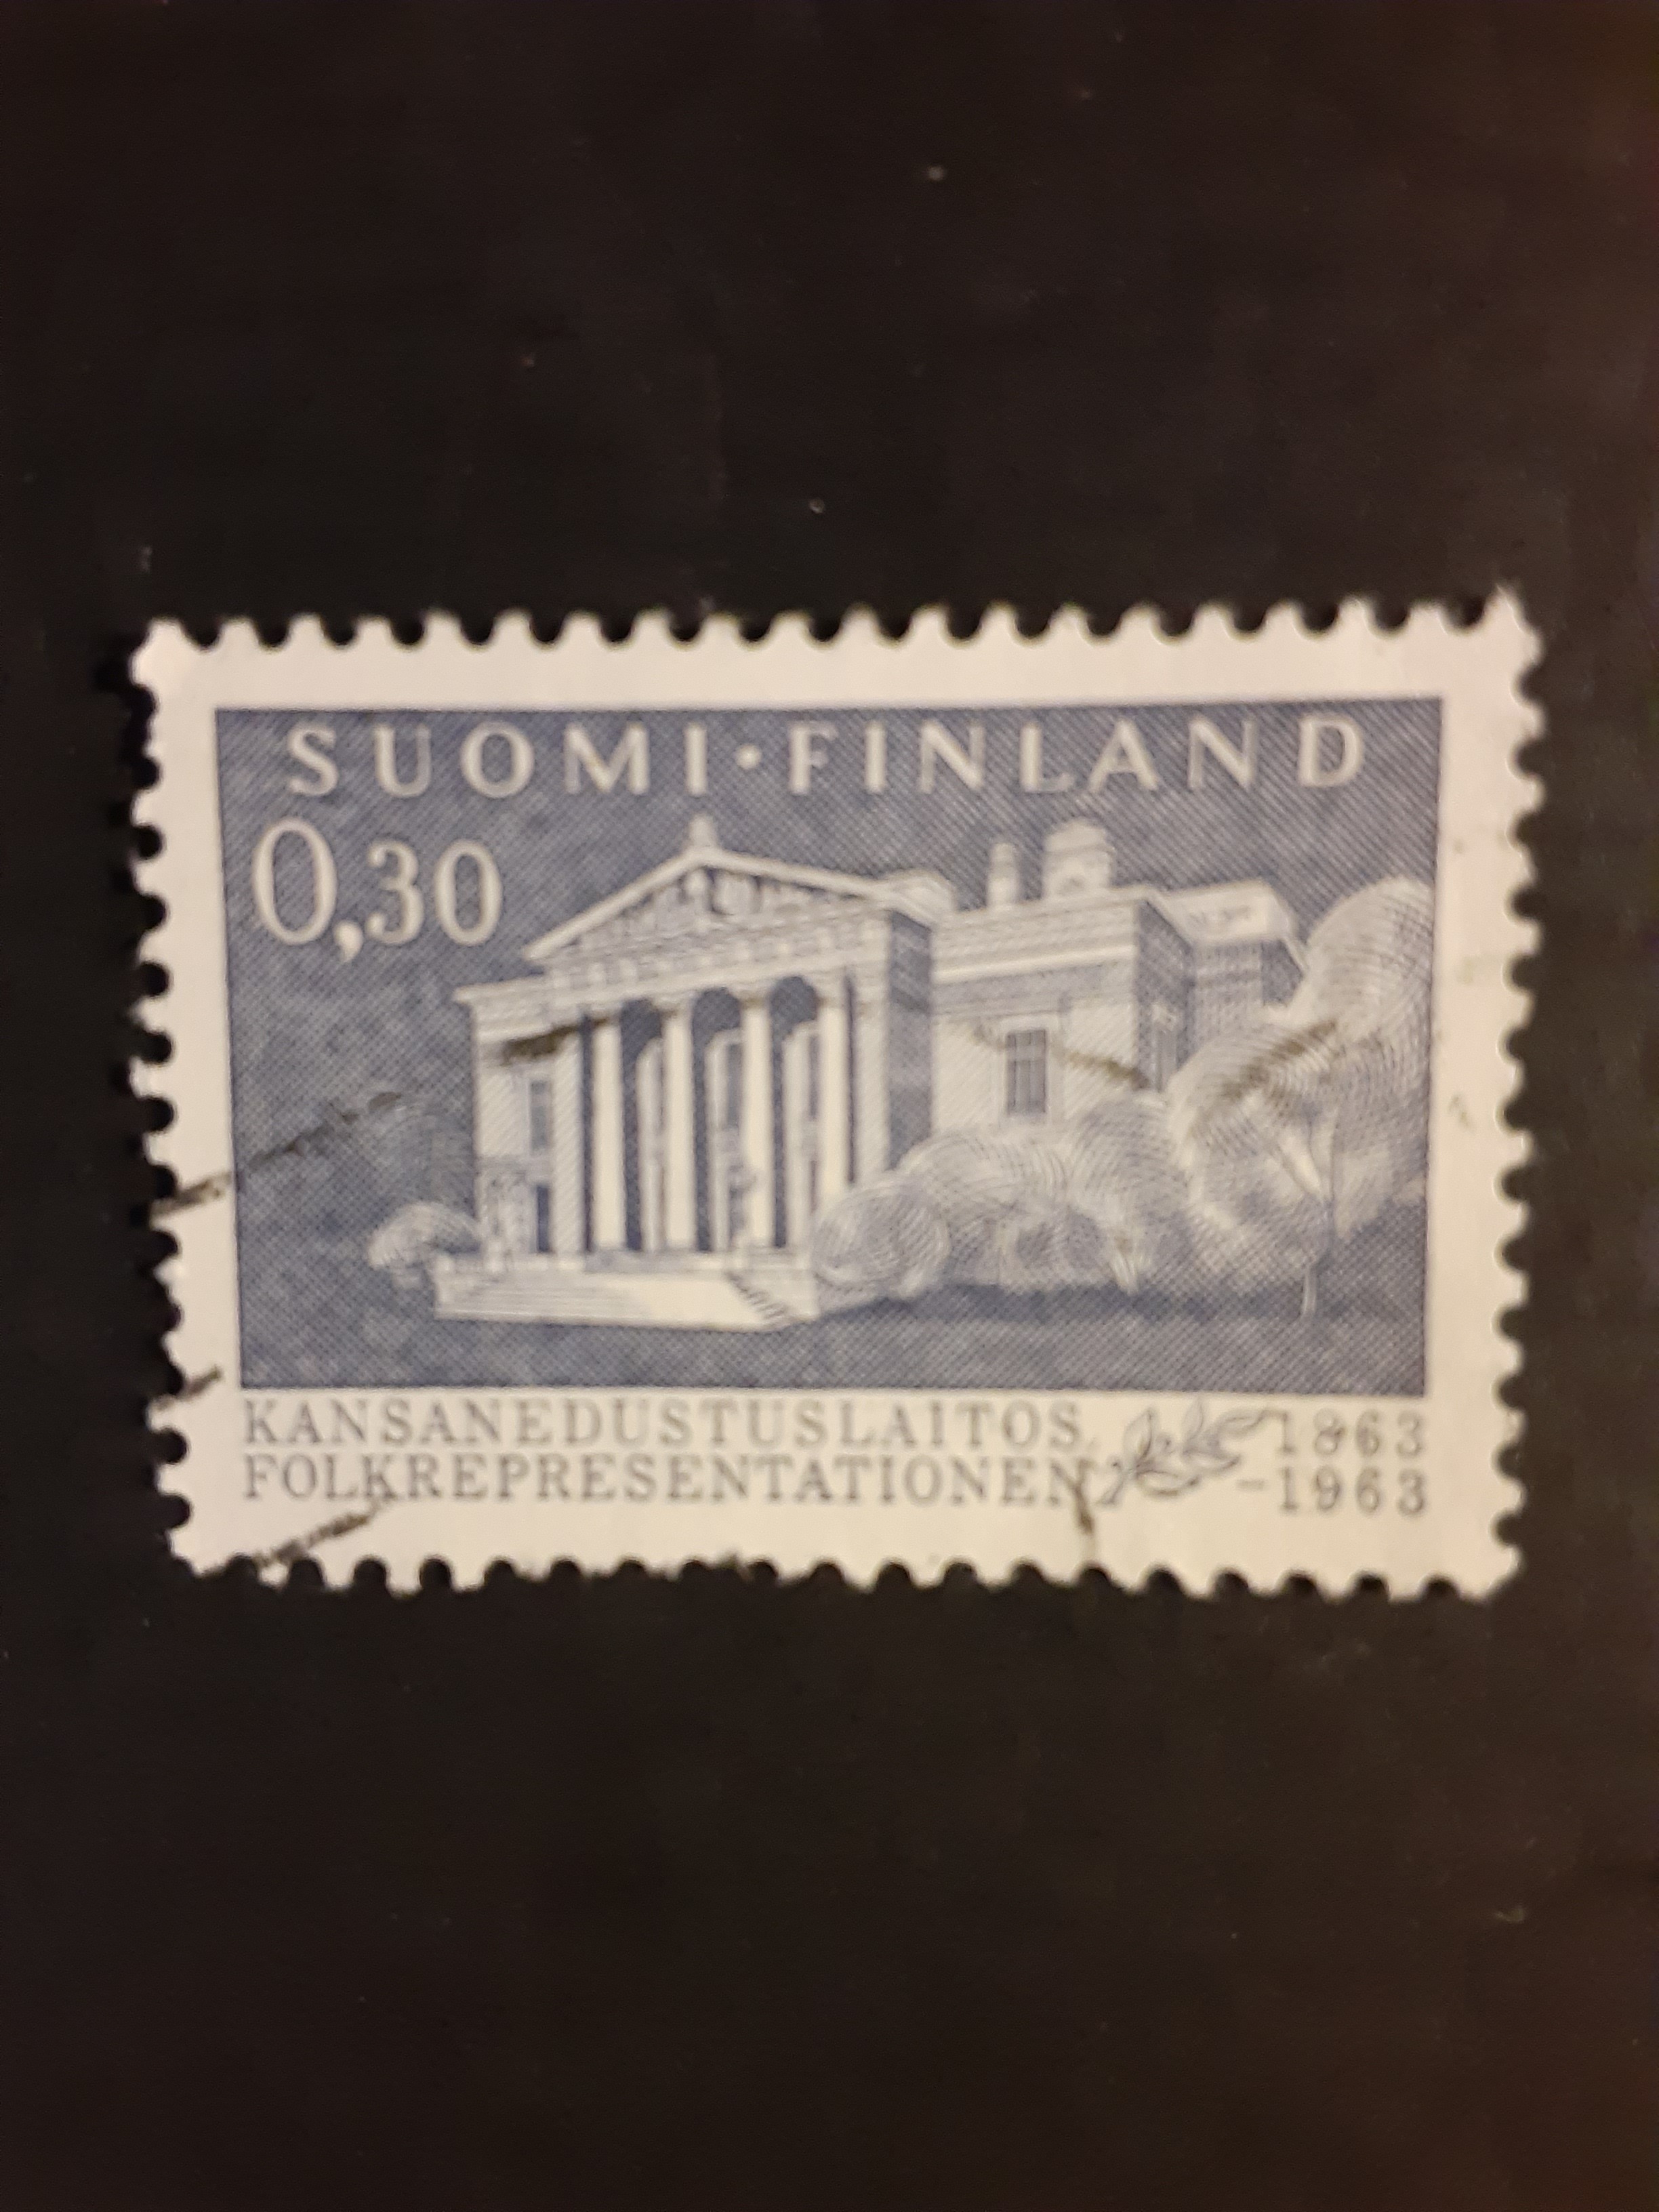 SUOMI·FINLAND
0,30
KANSANEDUSTUSLAITOS 1863
FOLKREPRESENTATIONEN -1963